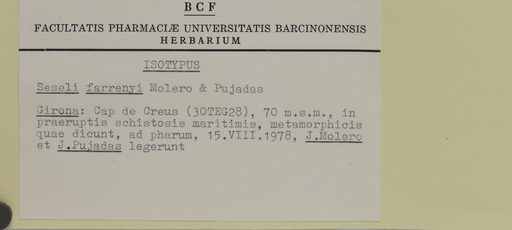 BCF
FACULTATIS PHARMACIÆ UNIVERSITATIS BARCINONENSIS
HERBARIUM
ISOTYPUS
Seseli farrenyi Molero & Pujadas
Girona: Cap de Creus (30TEG28), 70 m.s.m., in
praeruptis schistosis maritimis, metamorphicis
quae dicunt, ad pharum, 15.VIII.1978, J.Molero
et J.Pujadas legerunt